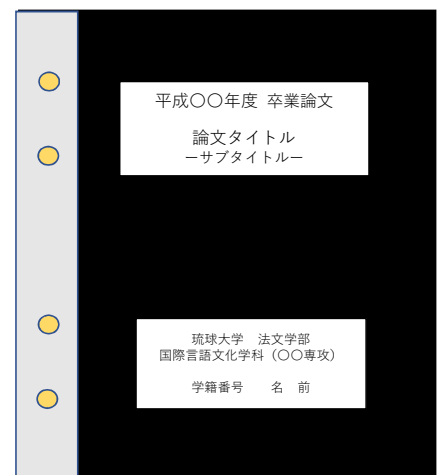 平成〇〇年度 卒業論文
論文タイトル
ーサブタイトルー
琉球大学　法文学部
国際言語文化学科（〇〇専攻）
学籍番号　　名　前